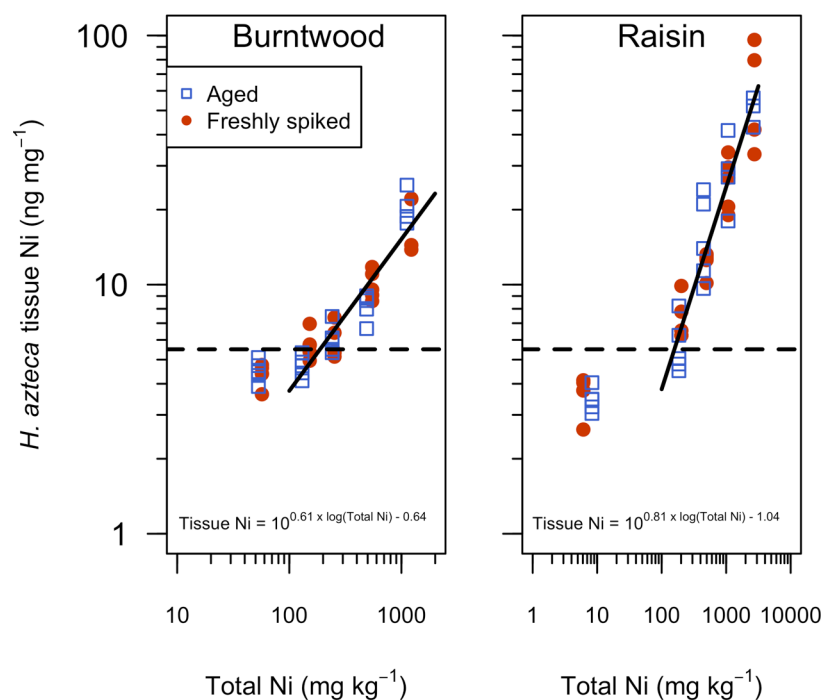 Burntwood
Raisin
Aged
Freshly spiked
H. azteca tissue Ni (ng mg⁻¹)
100
10
1
Tissue Ni = 10^0.61 x log(Total Ni) - 0.64
Tissue Ni = 10^0.81 x log(Total Ni) - 1.04
10 100 1000
1 10 100 1000 10000
Total Ni (mg kg⁻¹)
Total Ni (mg kg⁻¹)